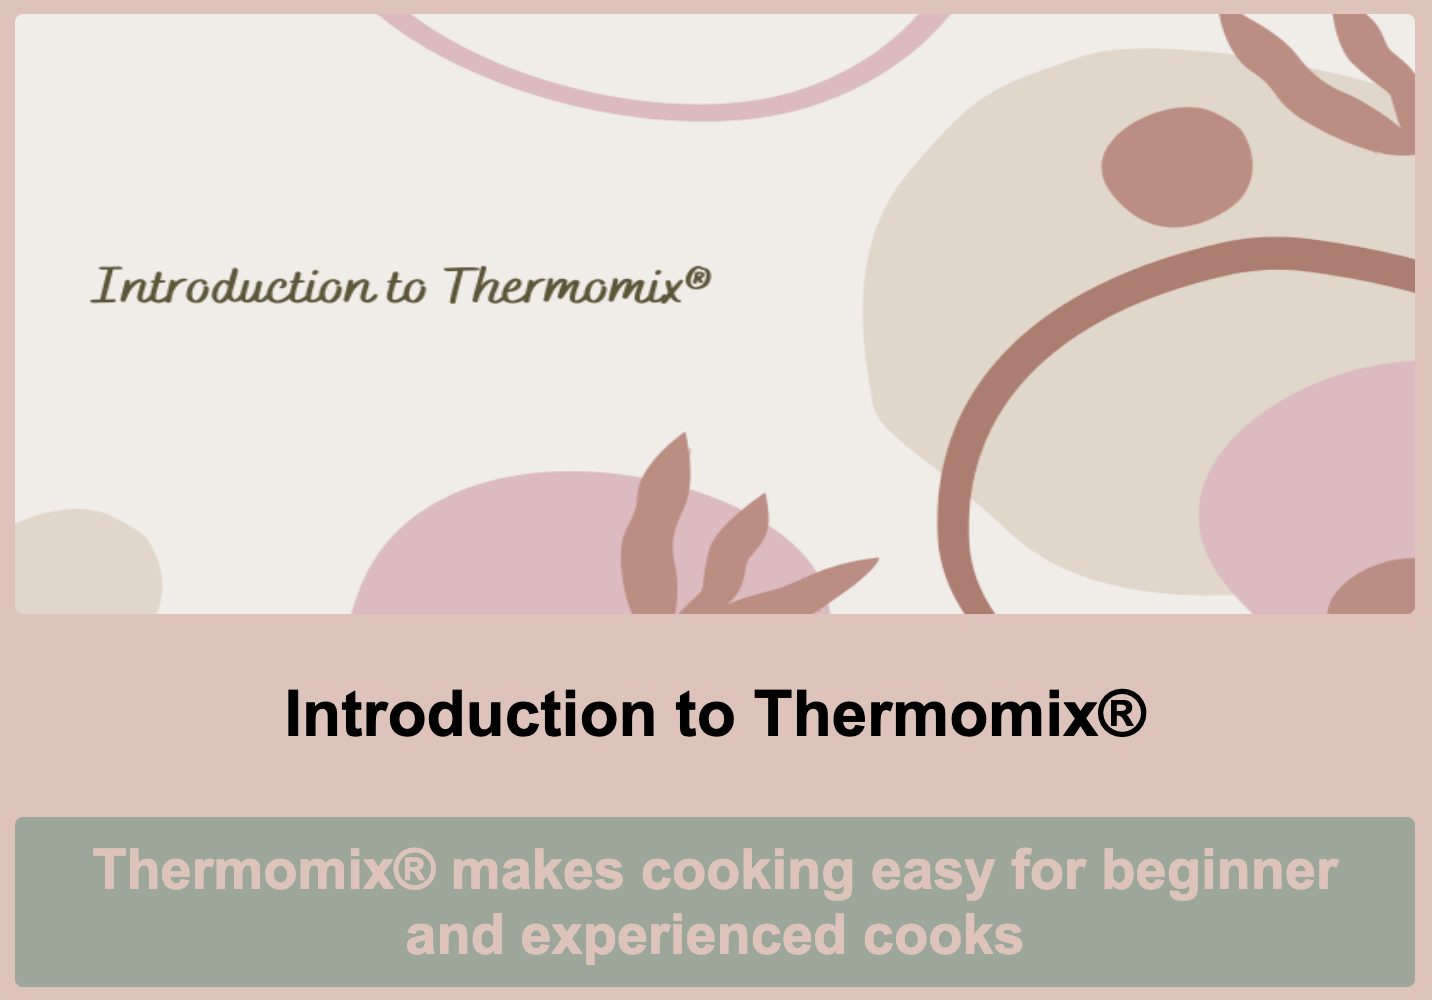 Introduction to Thermomix®
Introduction to Thermomix®
Thermomix® makes cooking easy for beginner
and experienced cooks